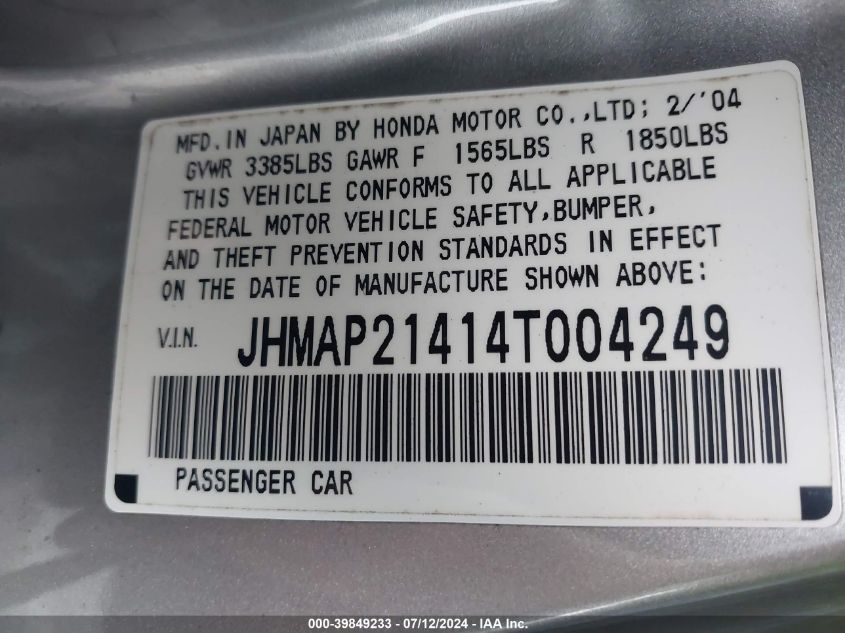 MFD.IN JAPAN BY HONDA MOTOR CO.,LTD; 2/'04
GVWR 3385LBS GAWR F 1565LBS R 1850LBS
THIS VEHICLE CONFORMS TO ALL APPLICABLE
FEDERAL MOTOR VEHICLE SAFETY,BUMPER,
AND THEFT PREVENTION STANDARDS IN EFFECT
ON THE DATE OF MANUFACTURE SHOWN ABOVE:
V.I.N. JHMAP21414T004249
PASSENGER CAR
000-39849233 - 07/12/2024 - IAA Inc.